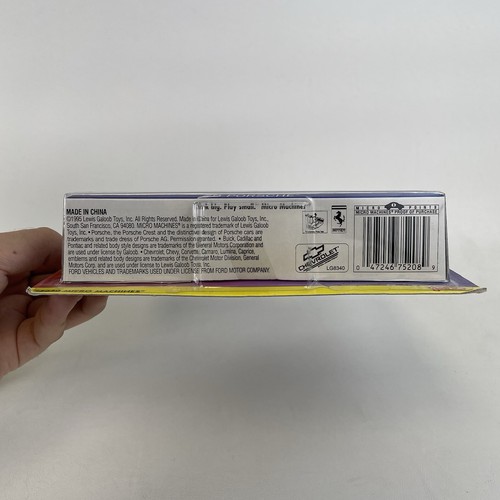 big. Play small. Micro Machines
MADE IN CHINA
©1995 Lewis Galoob Toys, Inc. All Rights Reserved. Made in China for Lewis Galoob Toys, Inc.,
South San Francisco, CA 94080. MICRO MACHINES® is a registered trademark of Lewis Galoob
Toys, Inc. • Porsche, the Porsche Crest and the distinctive design of Porsche cars are
trademarks and trade dress of Porsche AG. Permission granted. • Buick, Cadillac and
Pontiac and related body style designs are trademarks of the General Motors Corporation and
are used under license by Galoob. • Chevrolet, Chevy, Corvette, Camaro, Lumina, Caprice,
emblems and related body designs are trademarks of the Chevrolet Motor Division, General
Motors Corp. and are used under license to Lewis Galoob Toys, Inc.
FORD VEHICLES AND TRADEMARKS USED UNDER LICENSE FROM FORD MOTOR COMPANY.
CHEVROLET
LG8340
MICRO POINTS
MICRO MACHINES® PROOF OF PURCHASE
0 47246 75208 9